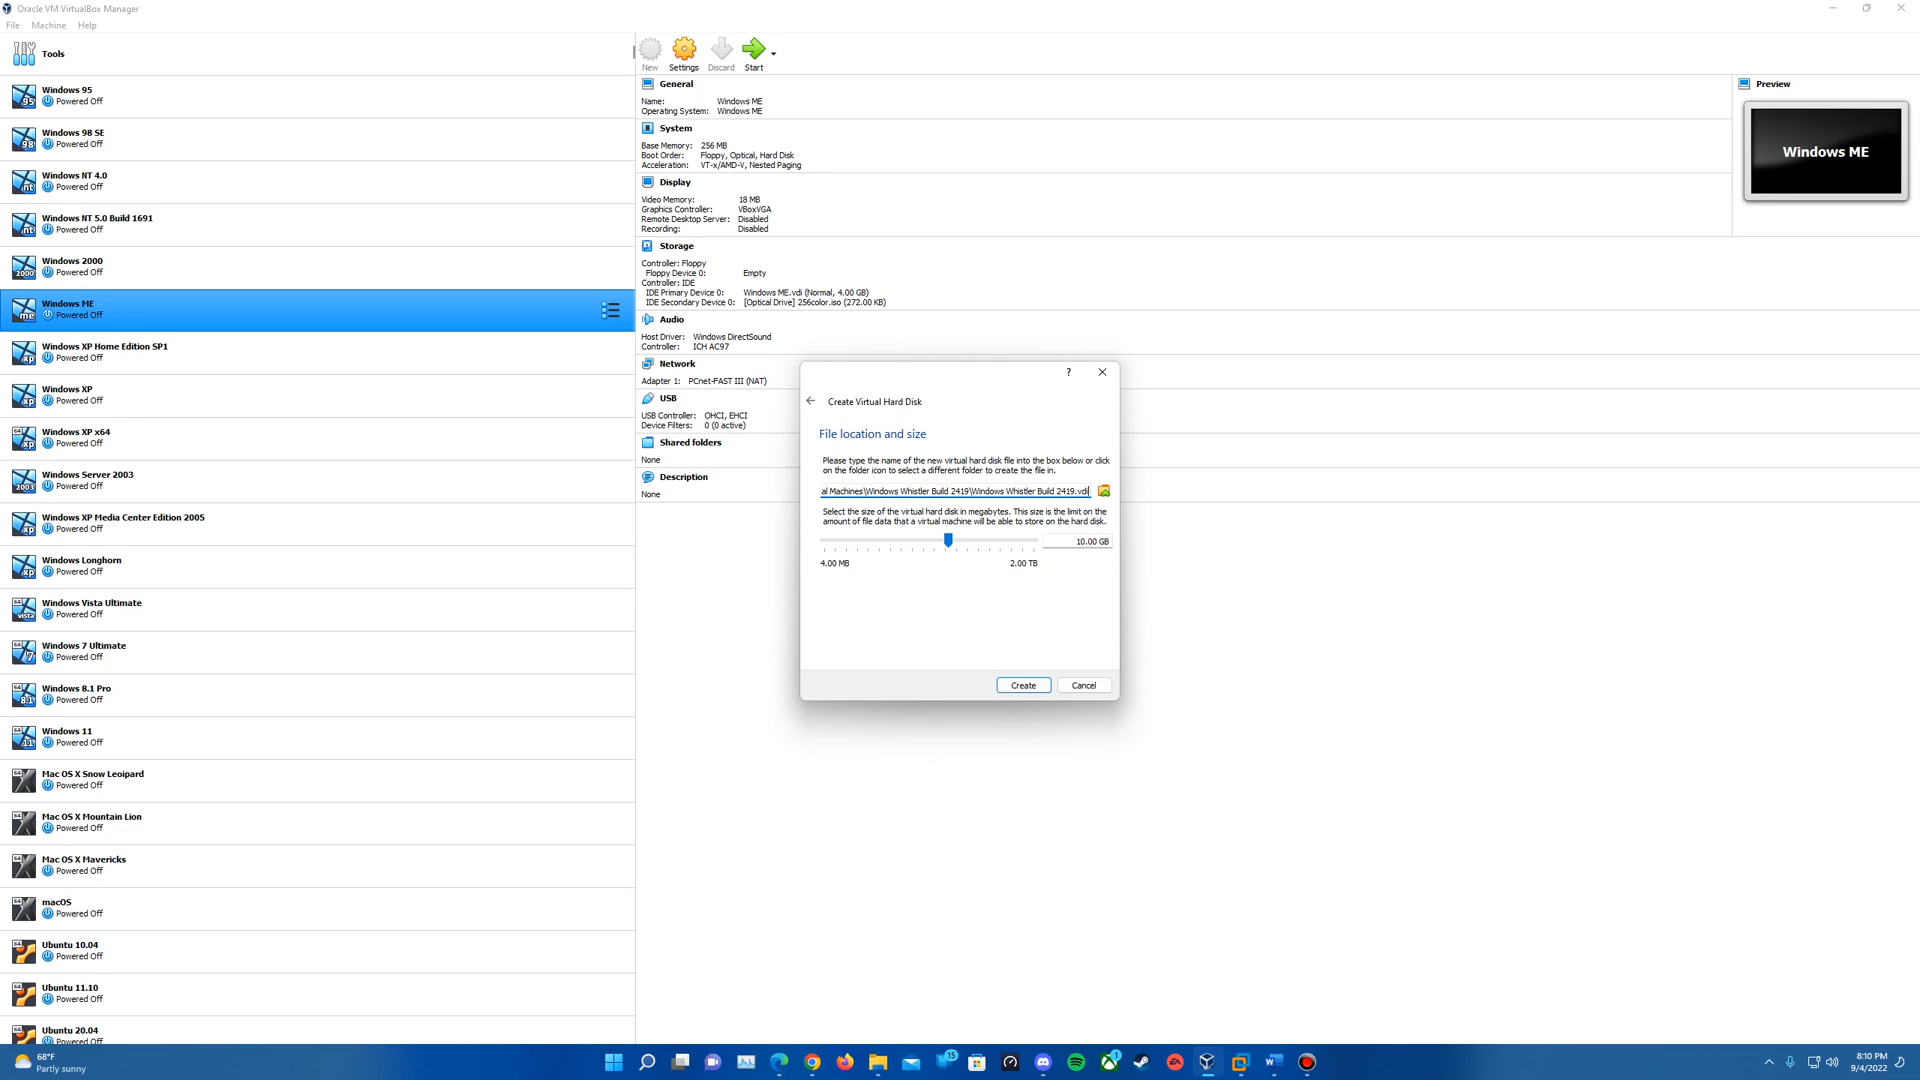 Oracle VM VirtualBox Manager
File Machine Help
Tools
Windows 95
Powered Off
Windows 98 SE
Powered Off
Windows NT 4.0
Powered Off
Windows NT 5.0 Build 1691
Powered Off
Windows 2000
Powered Off
Windows ME
Powered Off
Windows XP Home Edition SP1
Powered Off
Windows XP
Powered Off
Windows XP x64
Powered Off
Windows Server 2003
Powered Off
Windows XP Media Center Edition 2005
Powered Off
Windows Longhorn
Powered Off
Windows Vista Ultimate
Powered Off
Windows 7 Ultimate
Powered Off
Windows 8.1 Pro
Powered Off
Windows 11
Powered Off
Mac OS X Snow Leoipard
Powered Off
Mac OS X Mountain Lion
Powered Off
Mac OS X Mavericks
Powered Off
macOS
Powered Off
Ubuntu 10.04
Powered Off
Ubuntu 11.10
Powered Off
Ubuntu 20.04
Powered Off
New Settings Discard Start
General
Name: Windows ME
Operating System: Windows ME
System
Base Memory: 256 MB
Boot Order: Floppy, Optical, Hard Disk
Acceleration: VT-x/AMD-V, Nested Paging
Display
Video Memory: 18 MB
Graphics Controller: VBoxVGA
Remote Desktop Server: Disabled
Recording: Disabled
Storage
Controller: Floppy
Floppy Device 0: Empty
Controller: IDE
IDE Primary Device 0: Windows ME.vdi (Normal, 4.00 GB)
IDE Secondary Device 0: [Optical Drive] 256color.iso (272.00 KB)
Audio
Host Driver: Windows DirectSound
Controller: ICH AC97
Network
Adapter 1: PCnet-FAST III (NAT)
USB
USB Controller: OHCI, EHCI
Device Filters: 0 (0 active)
Shared folders
None
Description
None
Preview
Windows ME
?
Create Virtual Hard Disk
File location and size
Please type the name of the new virtual hard disk file into the box below or click
on the folder icon to select a different folder to create the file in.
al Machines\Windows Whistler Build 2419\Windows Whistler Build 2419.vdi
Select the size of the virtual hard disk in megabytes. This size is the limit on the
amount of file data that a virtual machine will be able to store on the hard disk.
10.00 GB
4.00 MB 2.00 TB
Create Cancel
68°F
Partly sunny
15
1
8:10 PM
9/4/2022